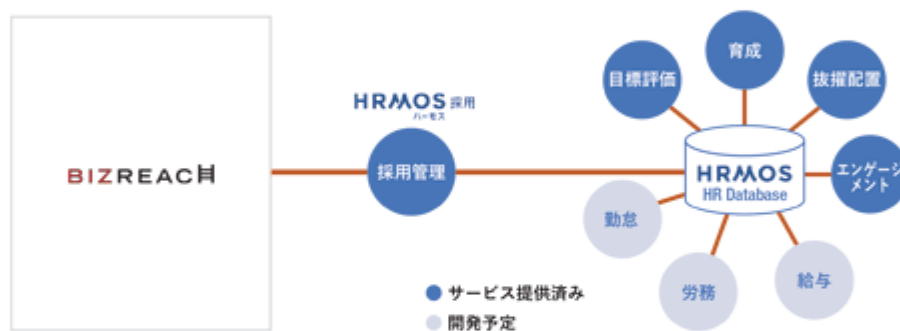 BIZREACH
HRMOS 採用
ハーモス
採用管理
目標評価
育成
抜擢配置
エンゲージ
メント
HRMOS
HR Database
勤怠
労務
給与
サービス提供済み
開発予定